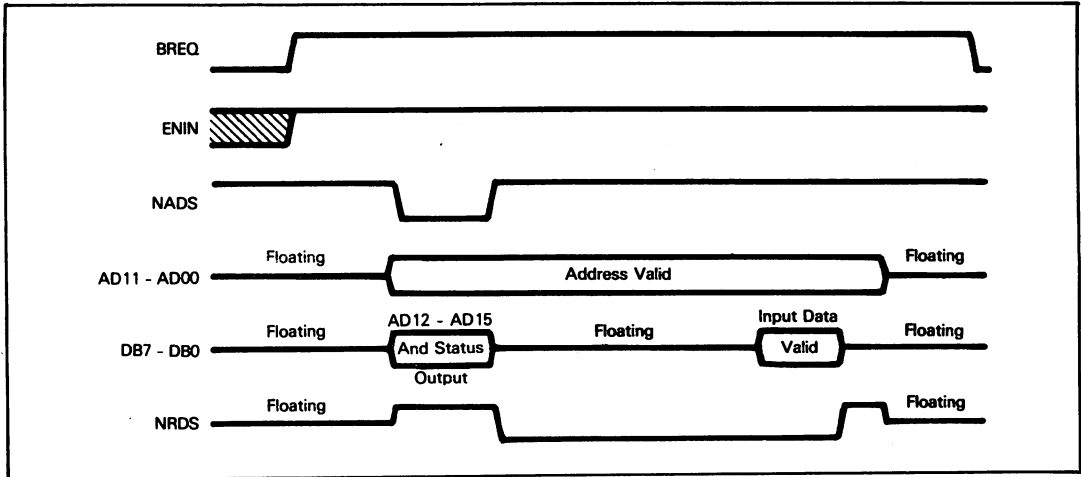 BREQ
ENIN
NADS
AD11 - AD00
Floating
Address Valid
Floating
DB7 - DB0
Floating
AD12 - AD15
And Status
Output
Floating
Input Data
Valid
Floating
NRDS
Floating
Floating